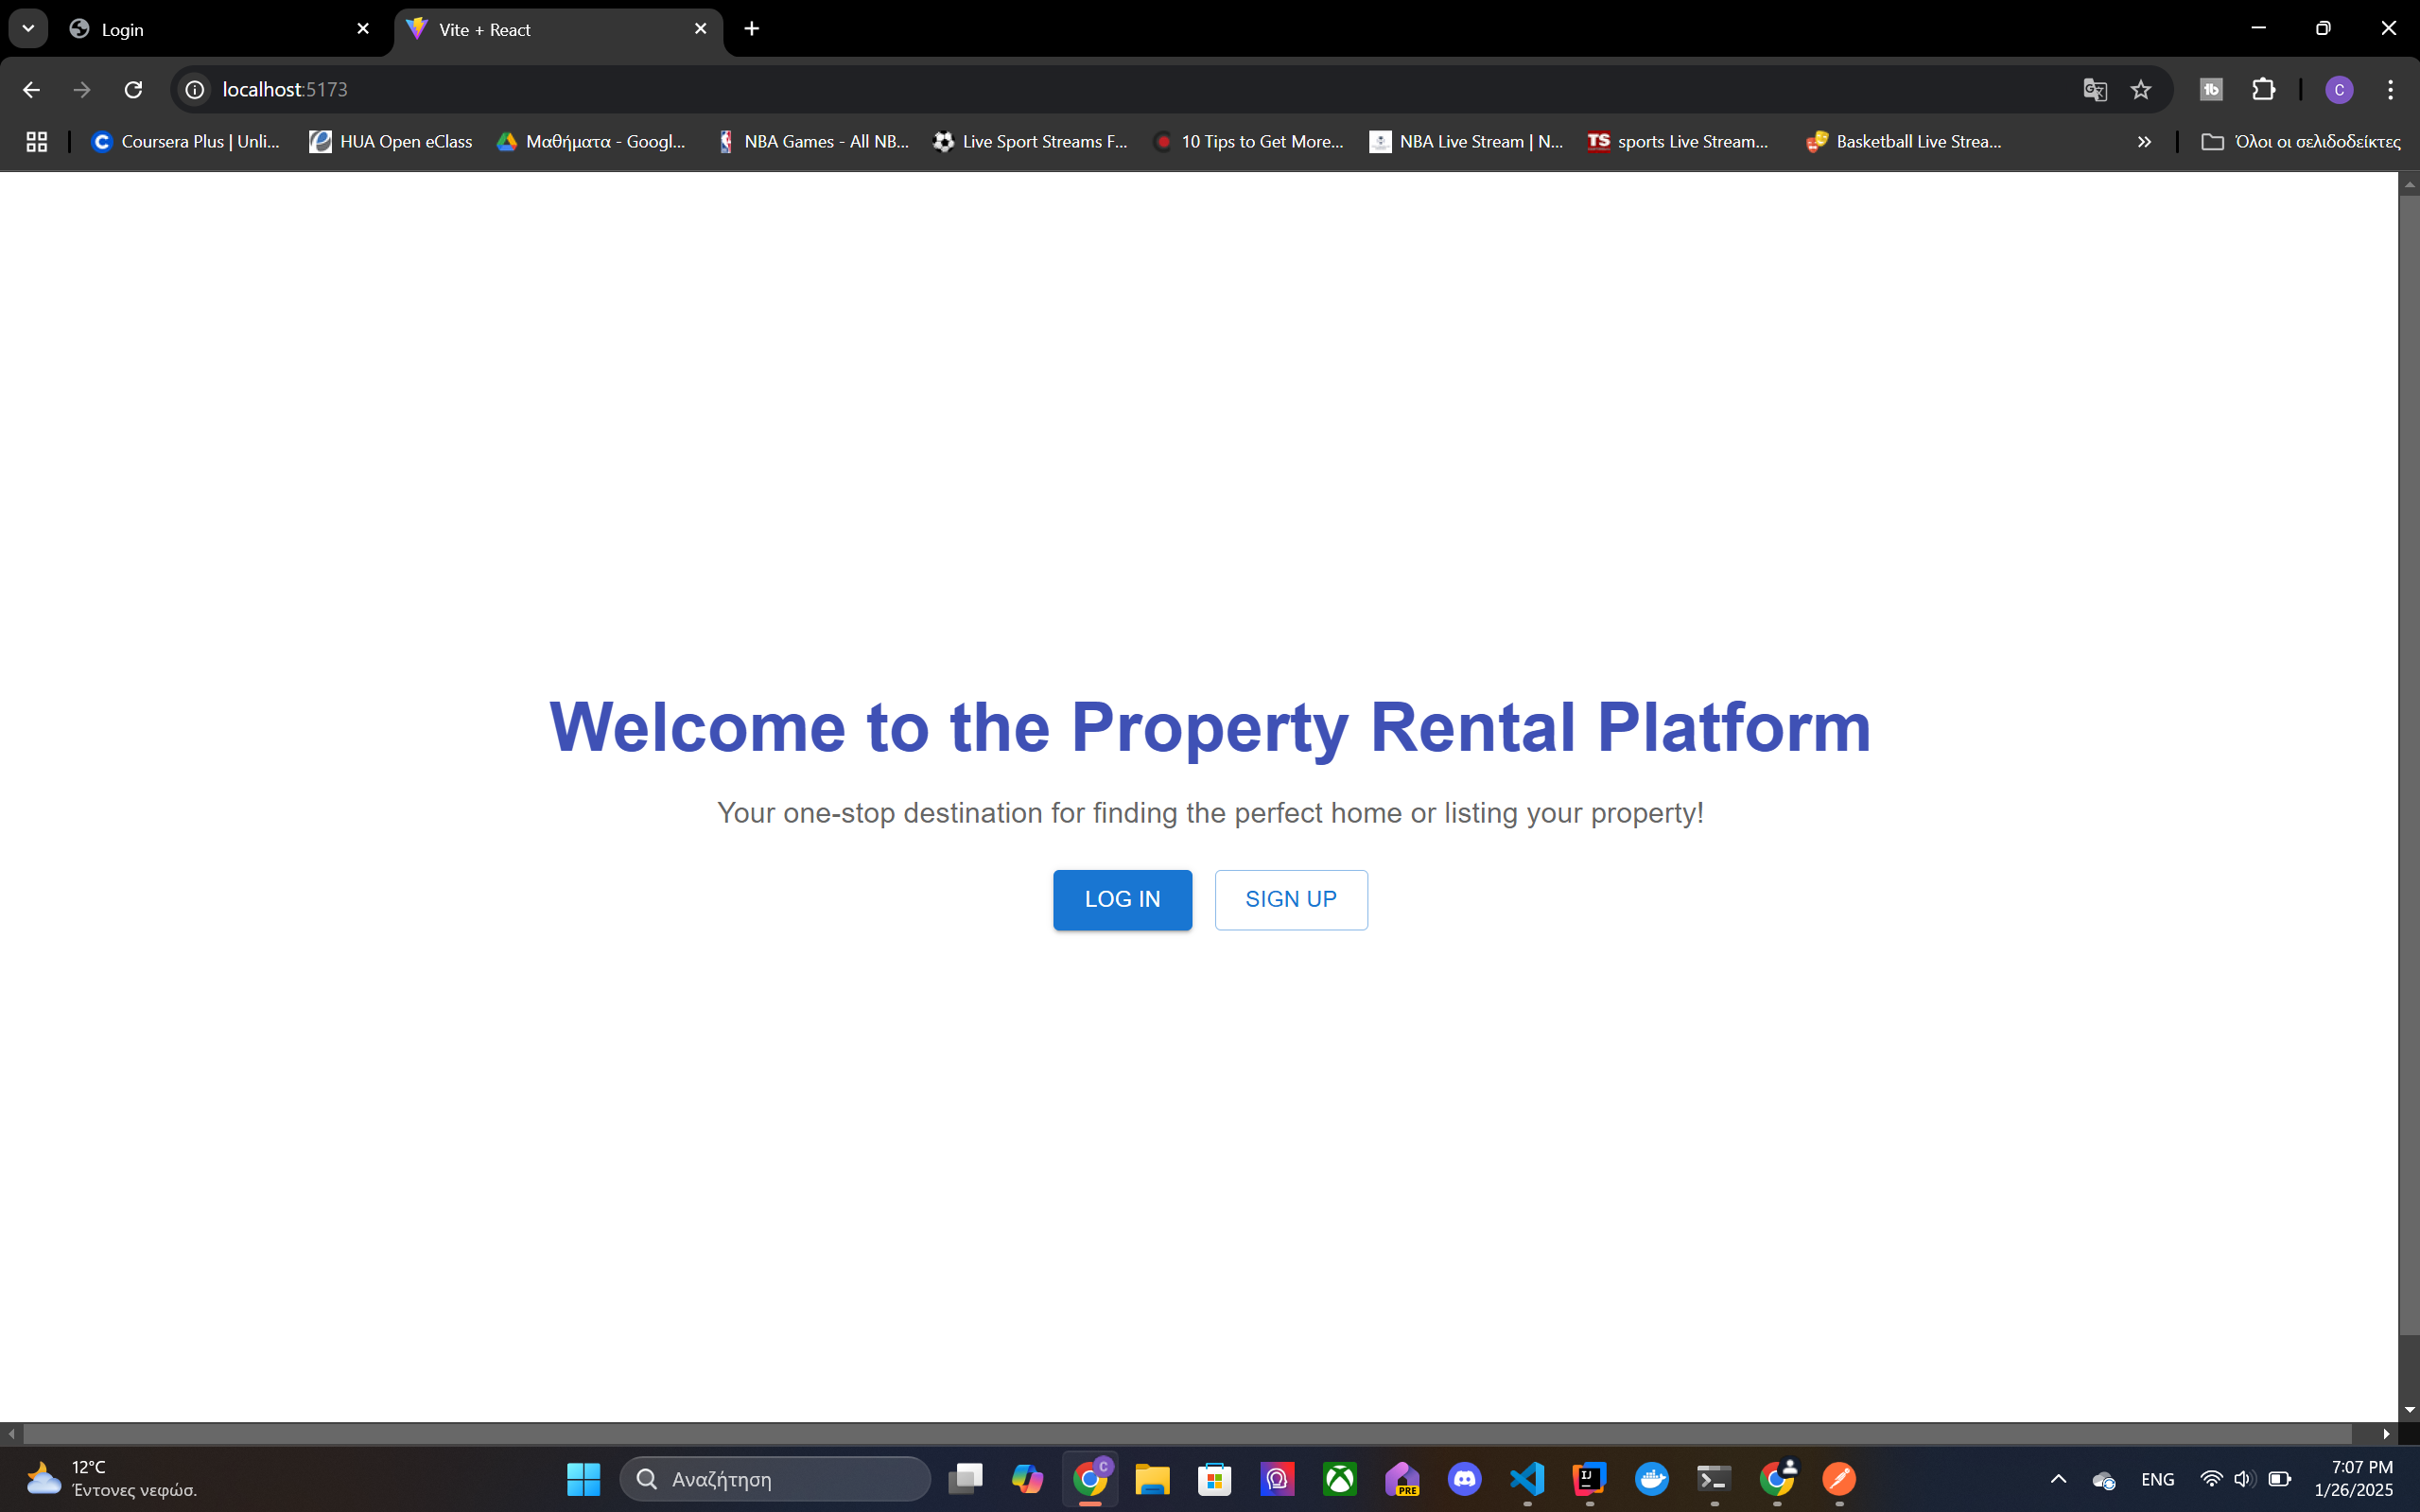 Login
Vite + React
localhost:5173
C
Coursera Plus | Unli...
HUA Open eClass
Μαθήματα - Googl...
NBA Games - All NB...
Live Sport Streams F...
10 Tips to Get More...
NBA Live Stream | N...
TS
sports Live Stream...
Basketball Live Strea...
Όλοι οι σελιδοδείκτες
Welcome to the Property Rental Platform
Your one-stop destination for finding the perfect home or listing your property!
LOG IN
SIGN UP
12°C
Έντονες νεφώσ.
Αναζήτηση
C
PRE
IJ
ENG
7:07 PM
1/26/2025